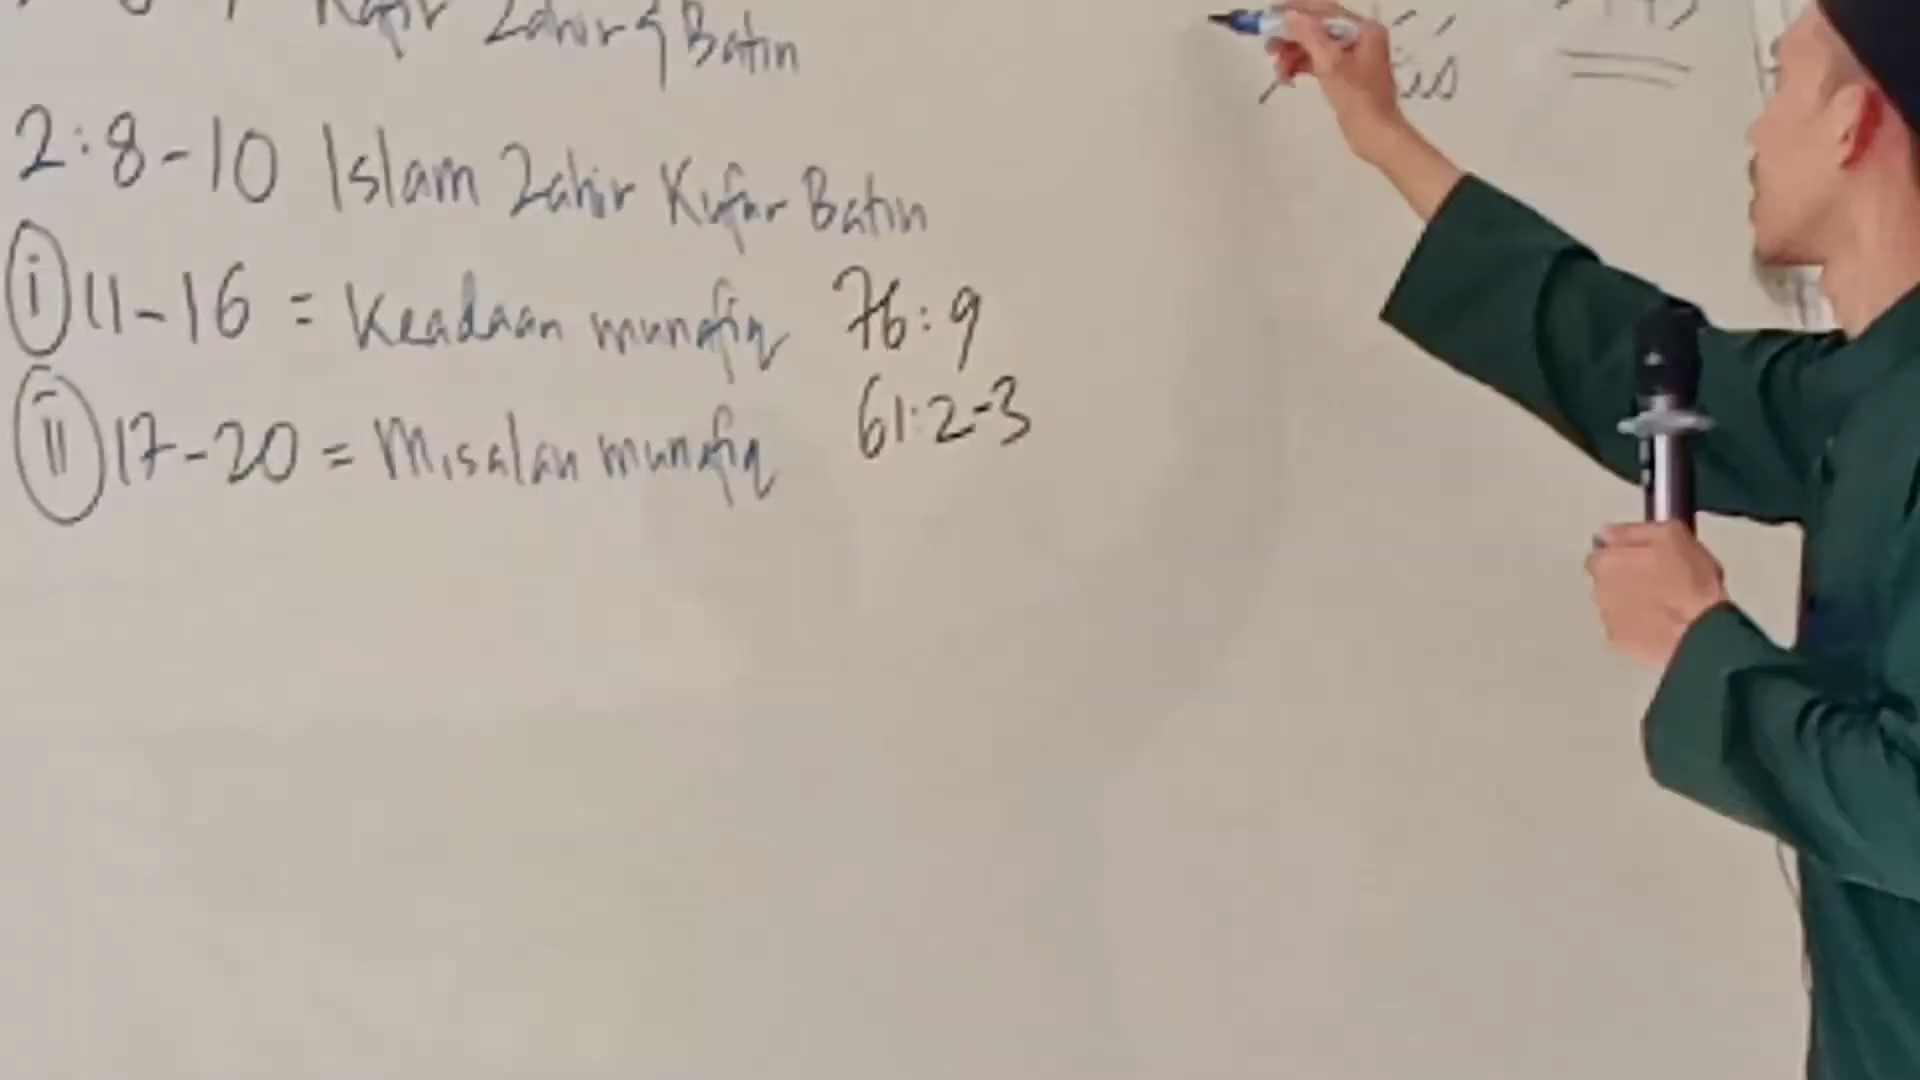 Kafir Zahir & Batin
2:8-10 Islam Zahir Kufur Batin
i 11-16 = Keadaan munafiq 76:9
ii 17-20 = Misalan munafiq 61:2-3